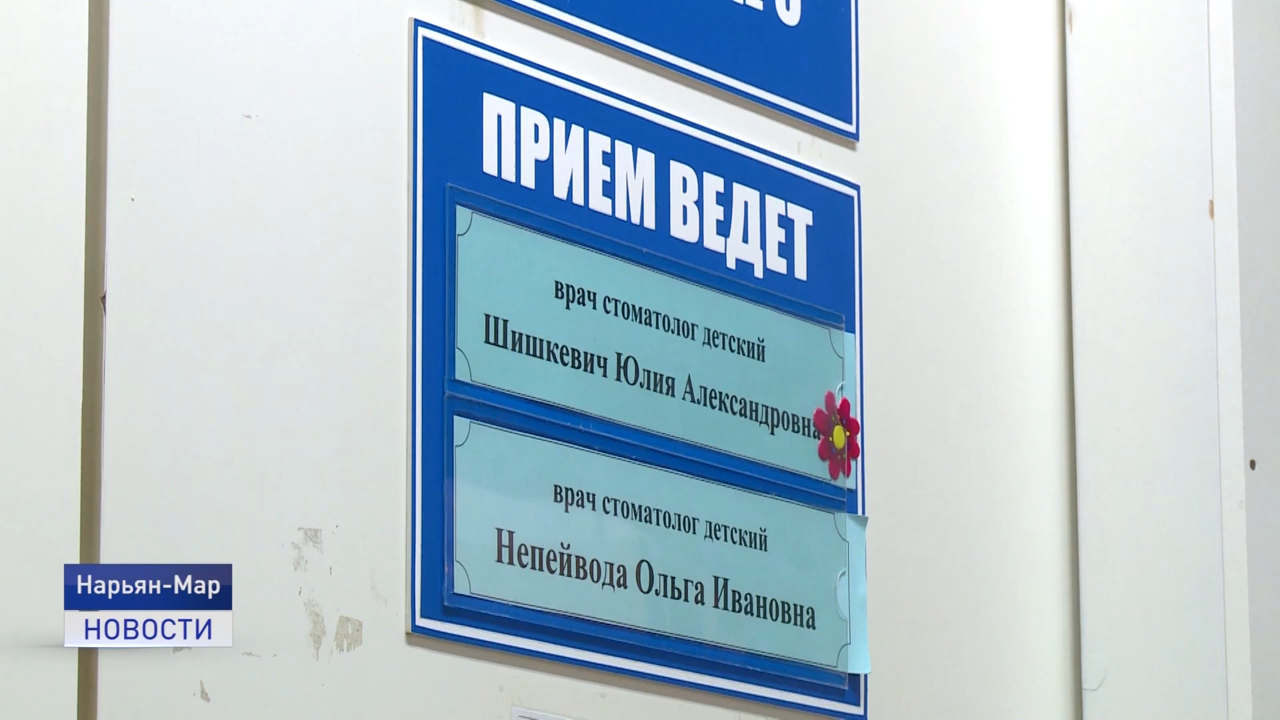 ПРИЕМ ВЕДЕТ
врач стоматолог детский
Шишкевич Юлия Александровна
врач стоматолог детский
Непейвода Ольга Ивановна
Нарьян-Мар
НОВОСТИ